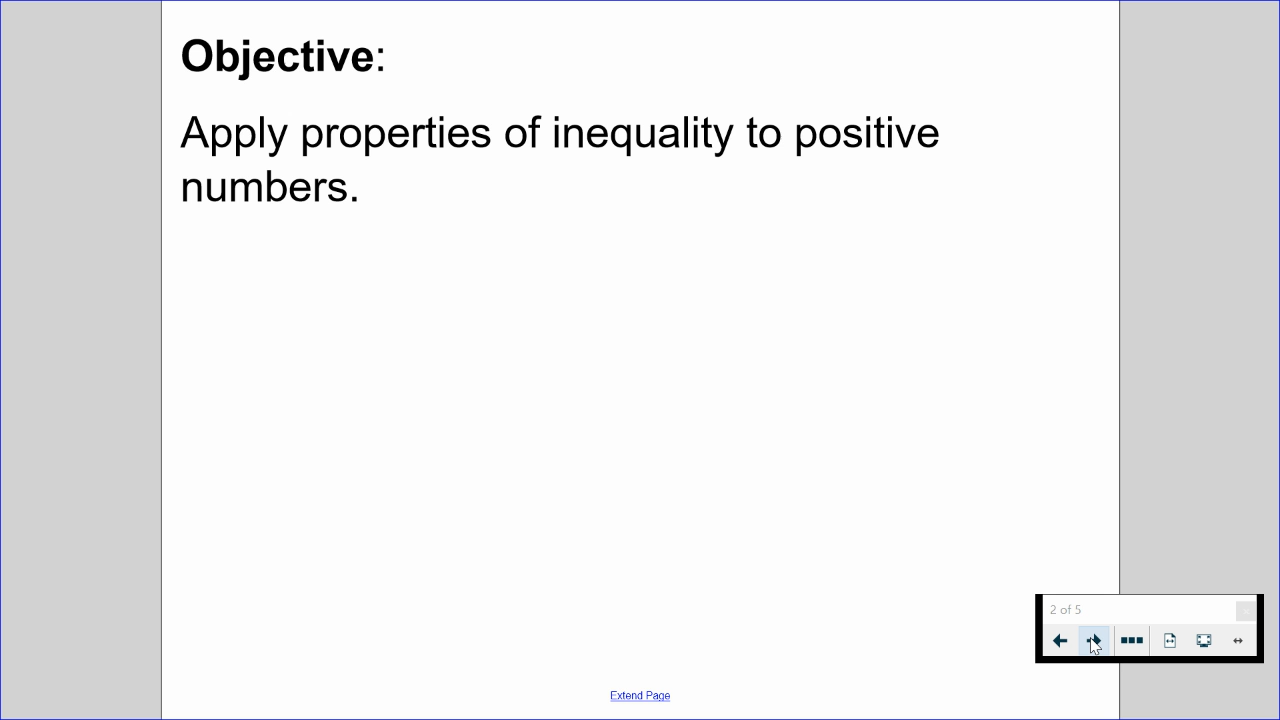 Objective:
Apply properties of inequality to positive
numbers.
2 of 5
Extend Page